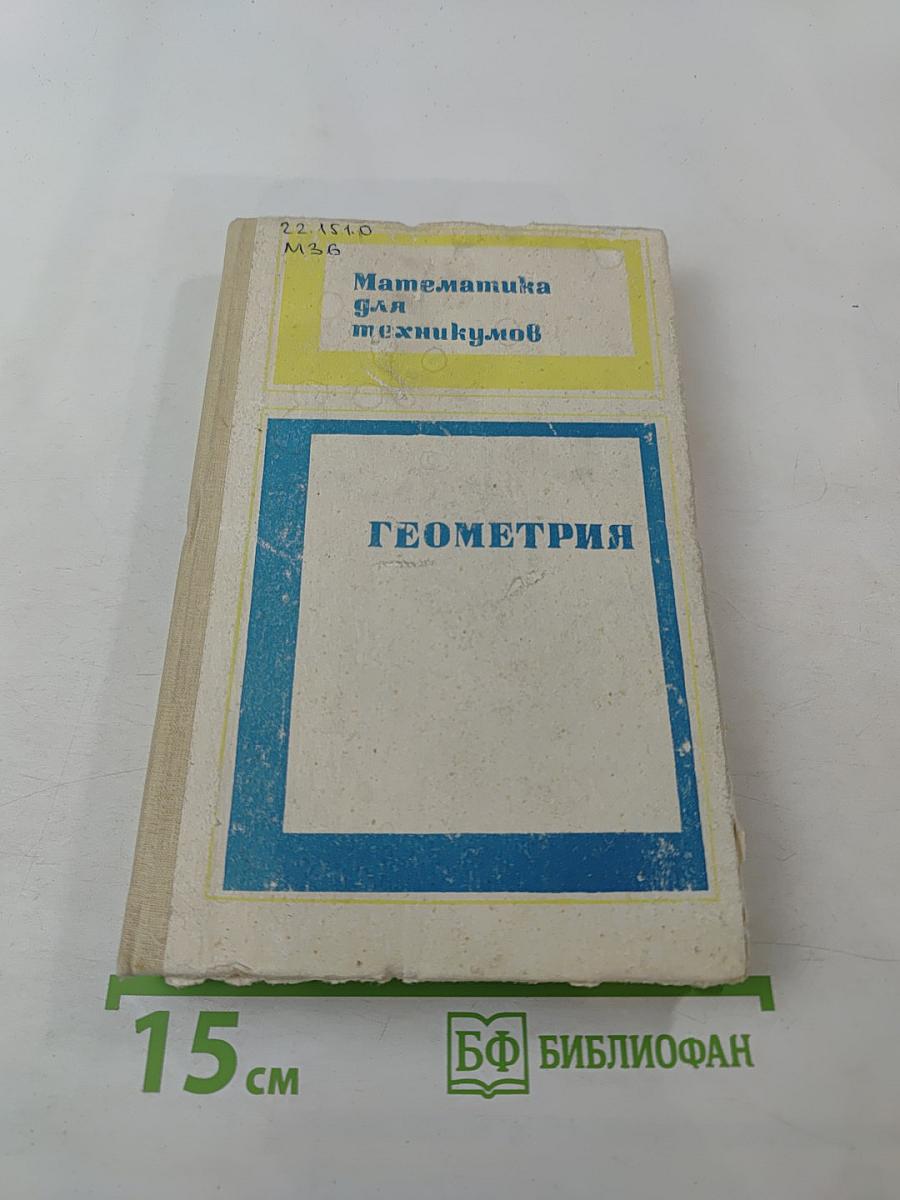 22.151.0
М36
Математика
для
техникумов
ГЕОМЕТРИЯ
15 см
БФ БИБЛИОФАН